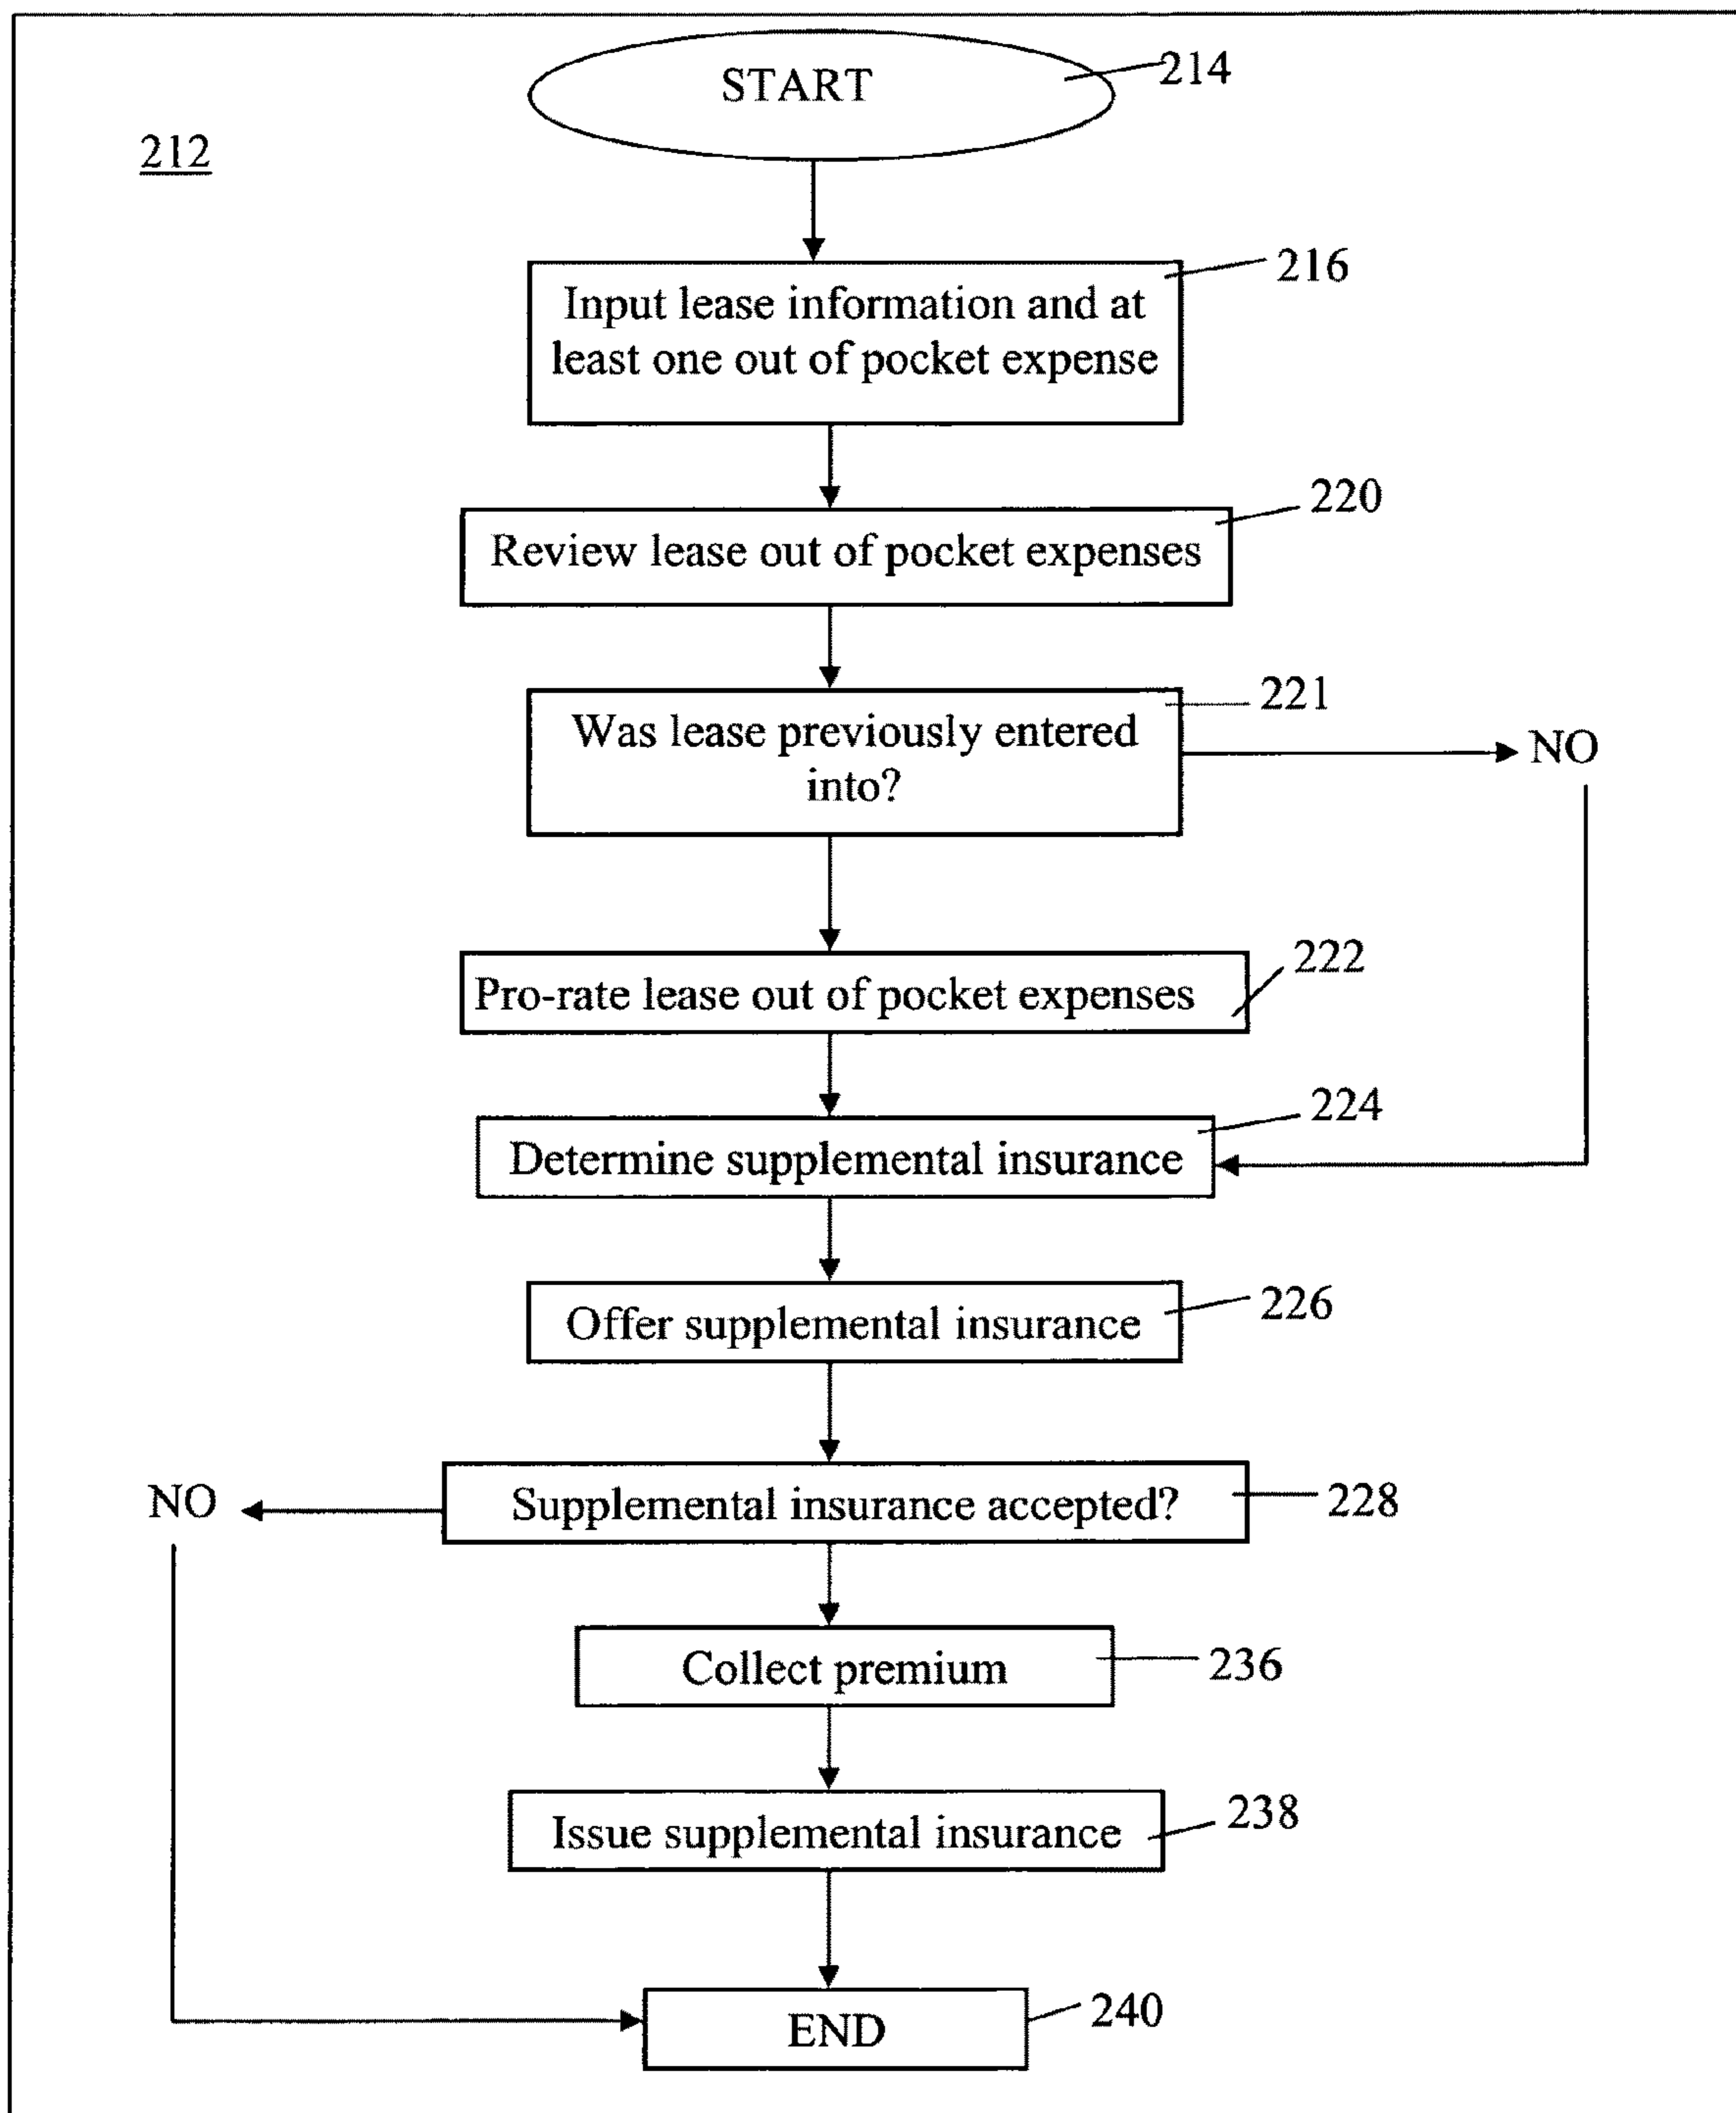 START
214
212
216
Input lease information and at
least one out of pocket expense
220
Review lease out of pocket expenses
221
Was lease previously entered
into?
NO
222
Pro-rate lease out of pocket expenses
224
Determine supplemental insurance
226
Offer supplemental insurance
NO
Supplemental insurance accepted?
228
Collect premium
236
238
Issue supplemental insurance
END
240